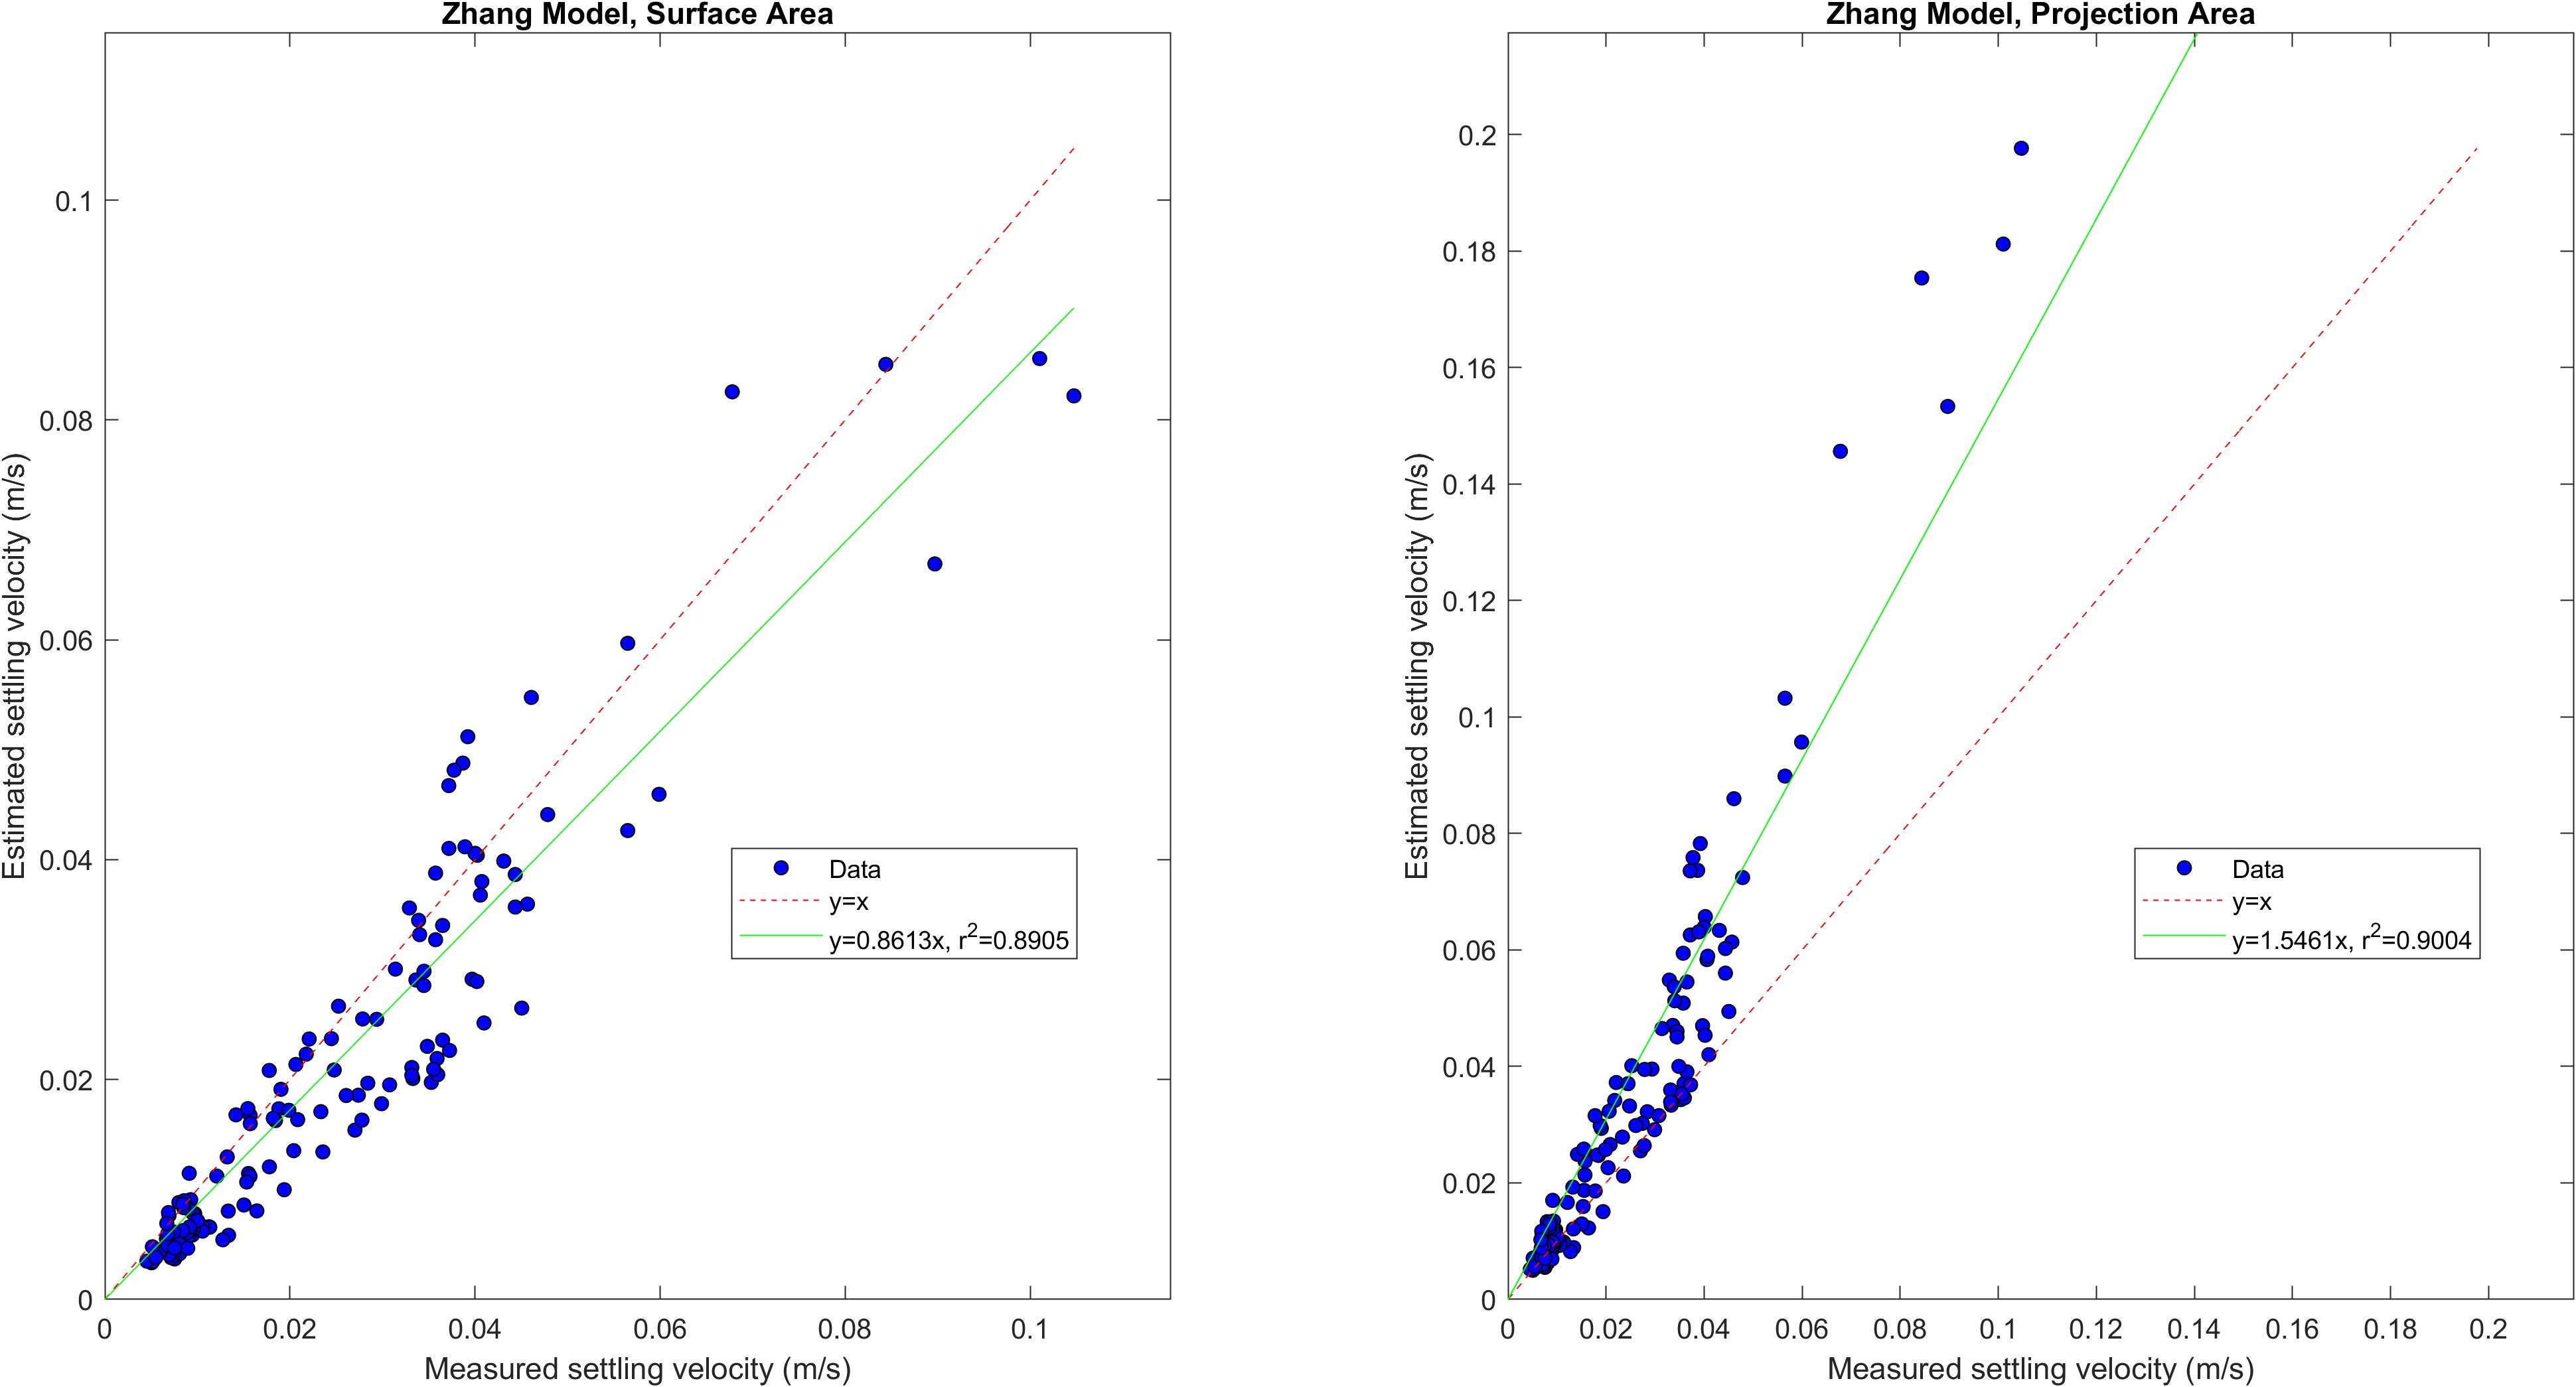 Zhang Model, Surface Area
0.1
0.08
0.06
0.04
0.02
0
0
0.02
0.04
0.06
0.08
0.1
Estimated settling velocity (m/s)
Measured settling velocity (m/s)
Data
y=x
y=0.8613x, r²=0.8905
Zhang Model, Projection Area
0.2
0.18
0.16
0.14
0.12
0.1
0.08
0.06
0.04
0.02
0
0
0.02
0.04
0.06
0.08
0.1
0.12
0.14
0.16
0.18
0.2
Estimated settling velocity (m/s)
Measured settling velocity (m/s)
Data
y=x
y=1.5461x, r²=0.9004